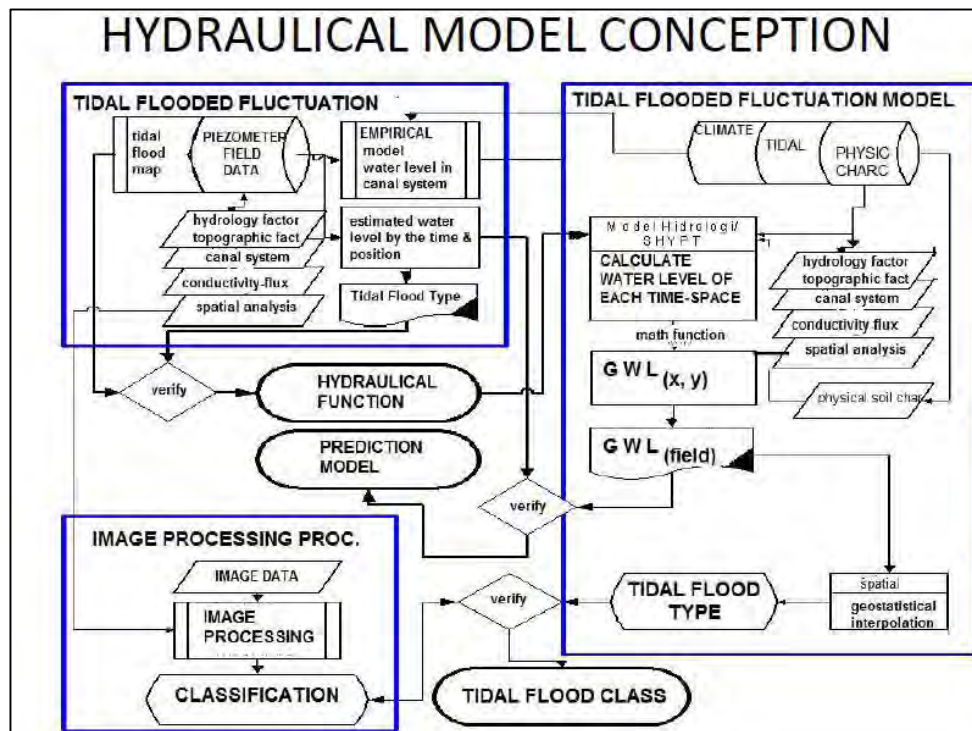 HYDRAULICAL MODEL CONCEPTION
TIDAL FLOODED FLUCTUATION
tidal
flood
map
PIEZOMETER
FIELD
DATA
EMPIRICAL
model
water level in
canal system
hydrology factor
topographic fact
canal system
conductivity-flux
spatial analysis
estimated water
level by the time &
position
Tidal Flood Type
TIDAL FLOODED FLUCTUATION MODEL
CLIMATE
TIDAL
PHYSIC
CHARC
Model Hidrologi/
SHYPT
CALCULATE
WATER LEVEL OF
EACH TIME-SPACE
math function
G W L (x, y)
G W L (field)
hydrology factor
topographic fact
canal system
conductivity-flux
spatial analysis
physical soil char
verify
HYDRAULICAL
FUNCTION
PREDICTION
MODEL
verify
IMAGE PROCESSING PROC.
IMAGE DATA
IMAGE
PROCESSING
CLASSIFICATION
verify
TIDAL FLOOD
TYPE
spatial
geostatistical
interpolation
TIDAL FLOOD CLASS